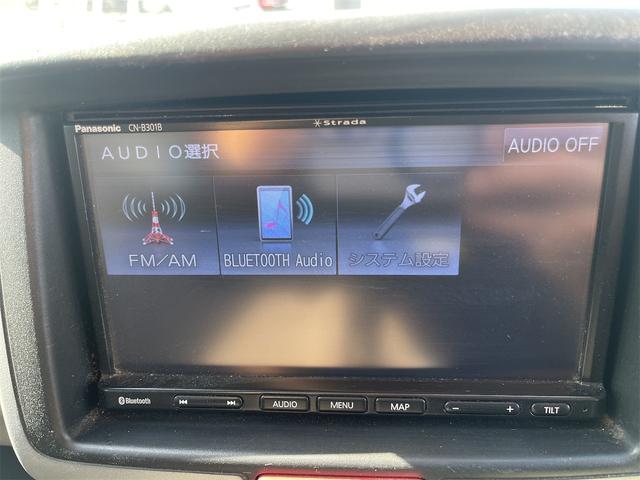 Panasonic CN-B301B
Strada
AUDIO選択
AUDIO OFF
FM/AM
BLUETOOTH Audio
システム設定
Bluetooth
AUDIO
MENU
MAP
− +
TILT